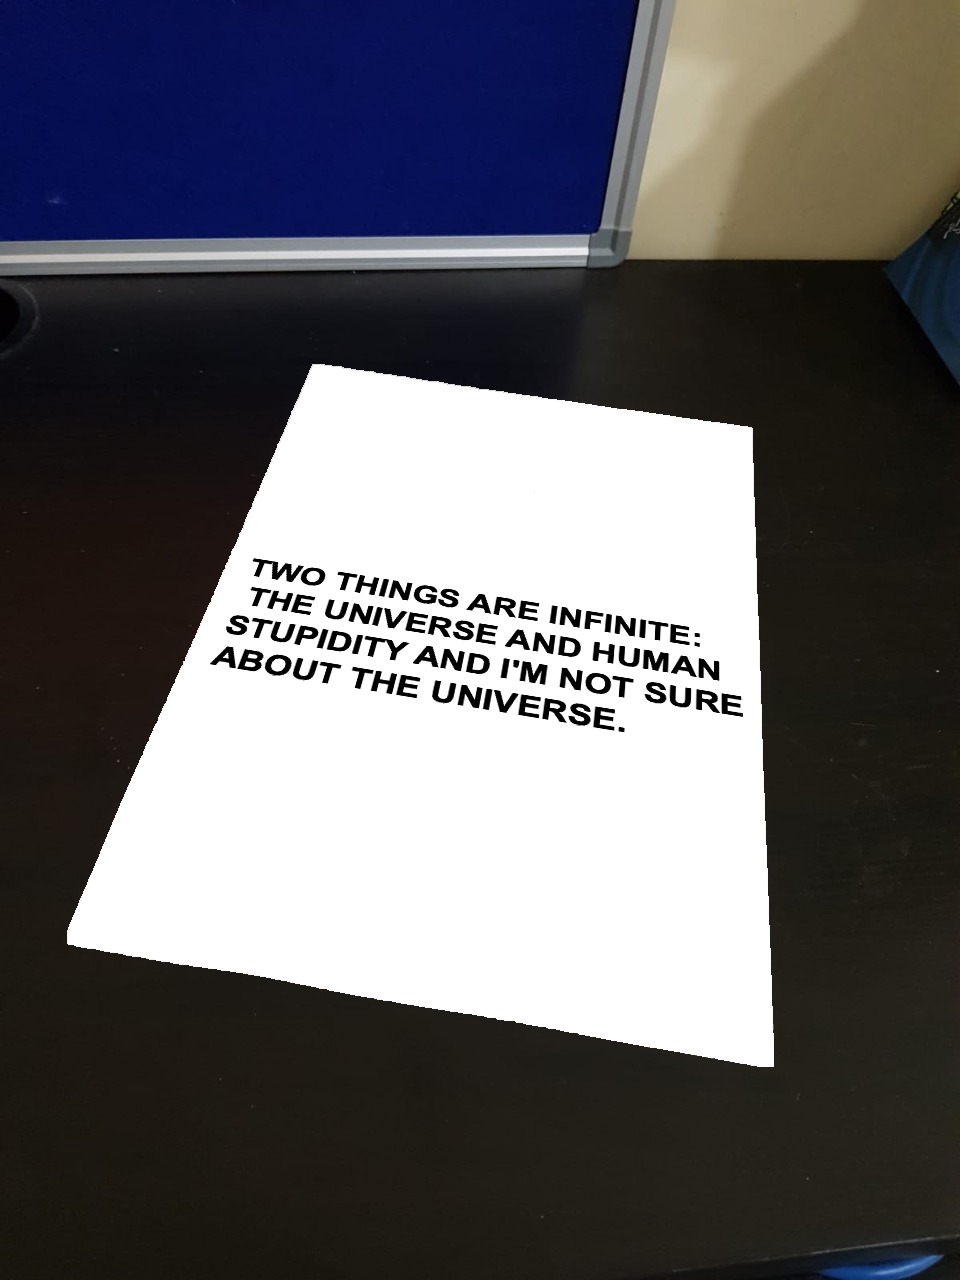 TWO THINGS ARE INFINITE:
THE UNIVERSE AND HUMAN
STUPIDITY AND I'M NOT SURE
ABOUT THE UNIVERSE.